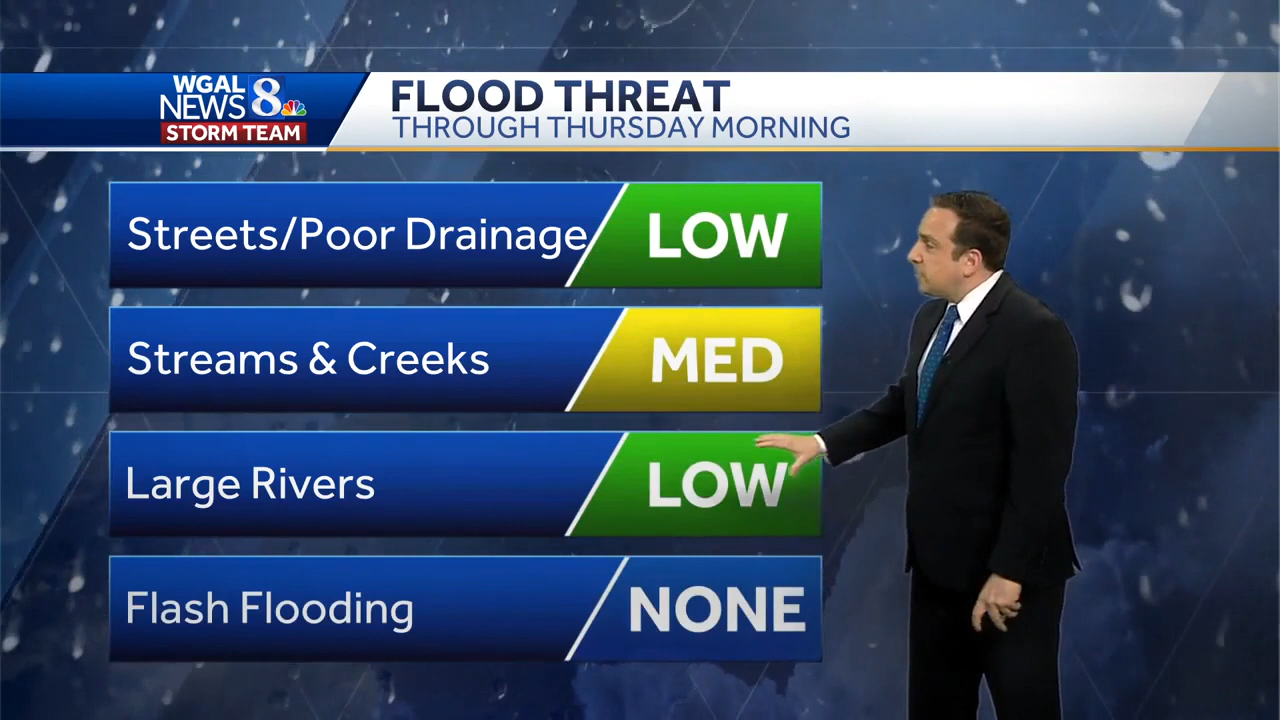 WGAL
NEWS 8
STORM TEAM
FLOOD THREAT
THROUGH THURSDAY MORNING
Streets/Poor Drainage LOW
Streams & Creeks MED
Large Rivers LOW
Flash Flooding NONE